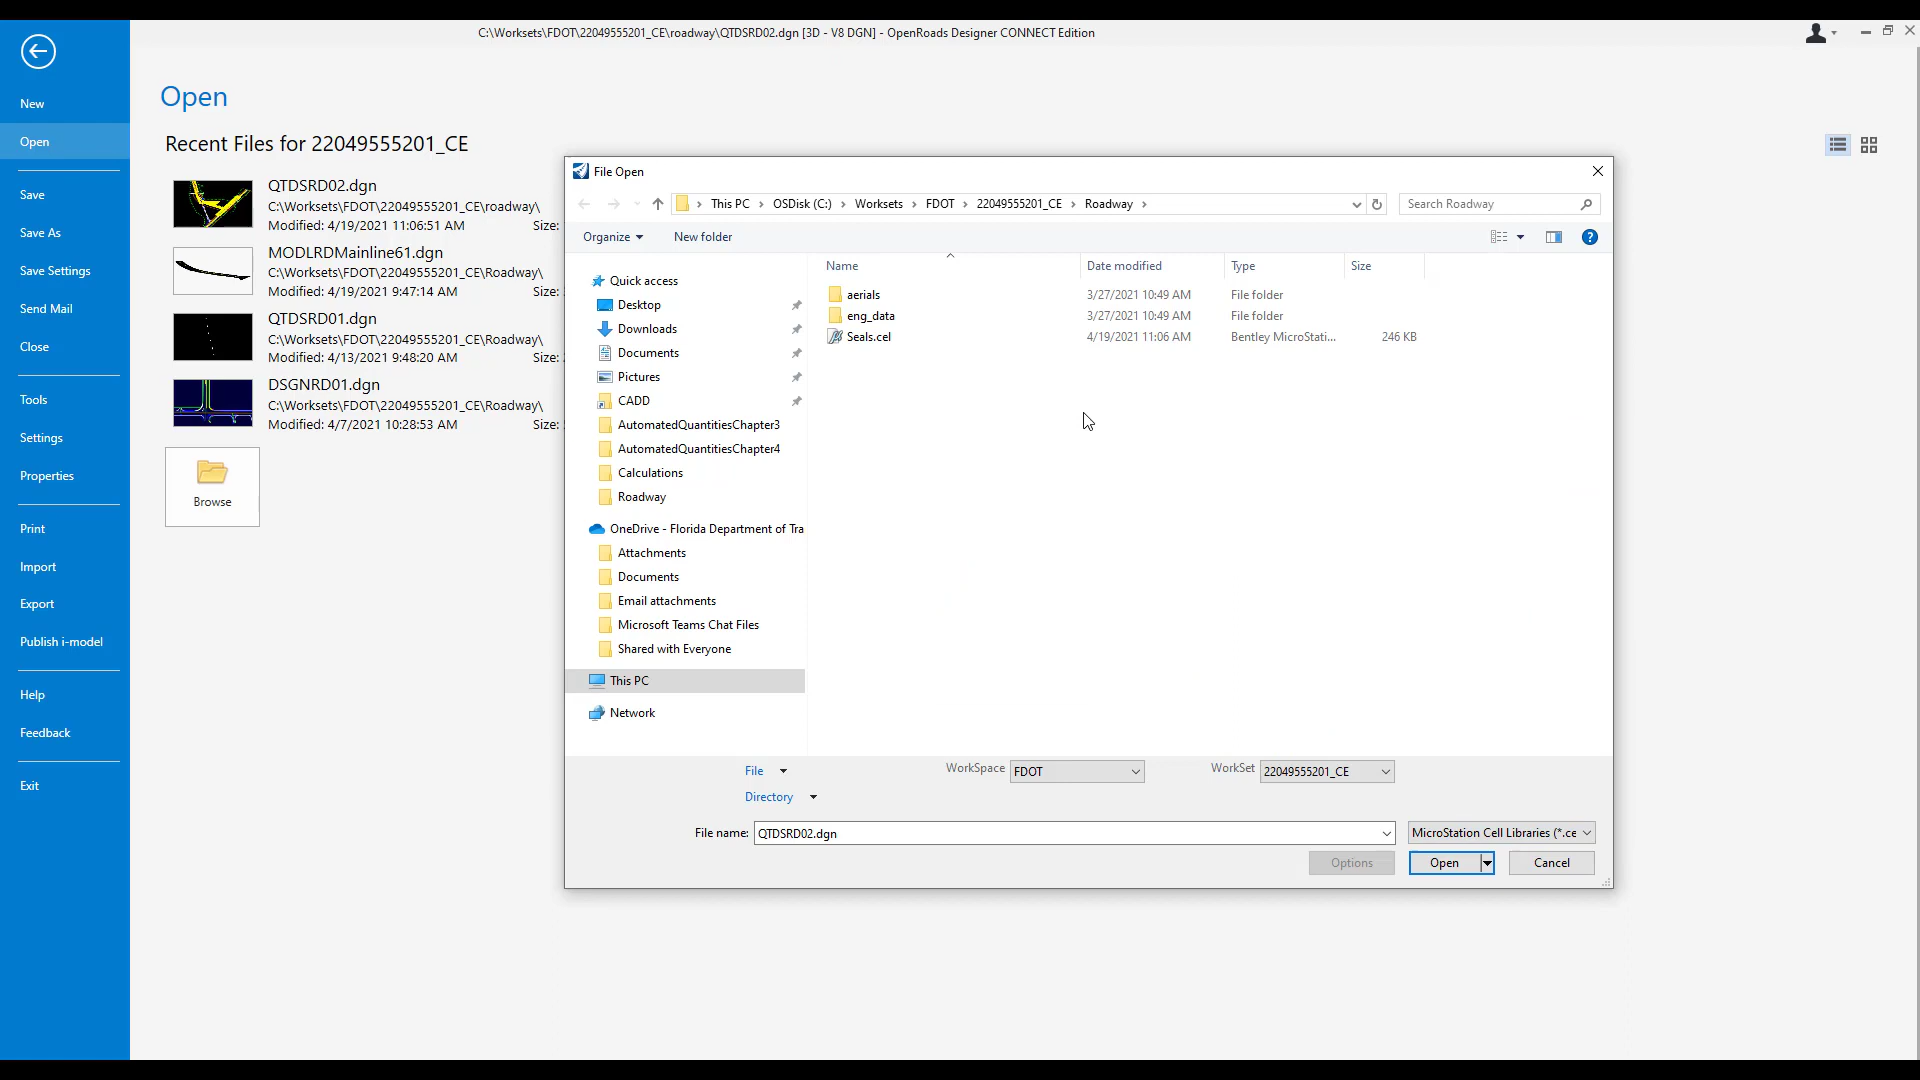 C:\Worksets\FDOT\22049555201_CE\roadway\QTDSRD02.dgn [3D - V8 DGN] - OpenRoads Designer CONNECT Edition
New
Open
Save
Save As
Save Settings
Send Mail
Close
Tools
Settings
Properties
Print
Import
Export
Publish i-model
Help
Feedback
Exit
Open
Recent Files for 22049555201_CE
QTDSRD02.dgn
C:\Worksets\FDOT\22049555201_CE\roadway\
Modified: 4/19/2021 11:06:51 AM Size:
MODLRDMainline61.dgn
C:\Worksets\FDOT\22049555201_CE\Roadway\
Modified: 4/19/2021 9:47:14 AM Size:
QTDSRD01.dgn
C:\Worksets\FDOT\22049555201_CE\Roadway\
Modified: 4/13/2021 9:48:20 AM Size:
DSGNRD01.dgn
C:\Worksets\FDOT\22049555201_CE\Roadway\
Modified: 4/7/2021 10:28:53 AM Size:
Browse
File Open
This PC > OSDisk (C:) > Worksets > FDOT > 22049555201_CE > Roadway >
Search Roadway
Organize New folder
Quick access
Desktop
Downloads
Documents
Pictures
CADD
AutomatedQuantitiesChapter3
AutomatedQuantitiesChapter4
Calculations
Roadway
OneDrive - Florida Department of Tra
Attachments
Documents
Email attachments
Microsoft Teams Chat Files
Shared with Everyone
This PC
Network
Name Date modified Type Size
aerials 3/27/2021 10:49 AM File folder
eng_data 3/27/2021 10:49 AM File folder
Seals.cel 4/19/2021 11:06 AM Bentley MicroStati... 246 KB
File
WorkSpace FDOT WorkSet 22049555201_CE
Directory
File name: QTDSRD02.dgn MicroStation Cell Libraries (*.ce
Options Open Cancel